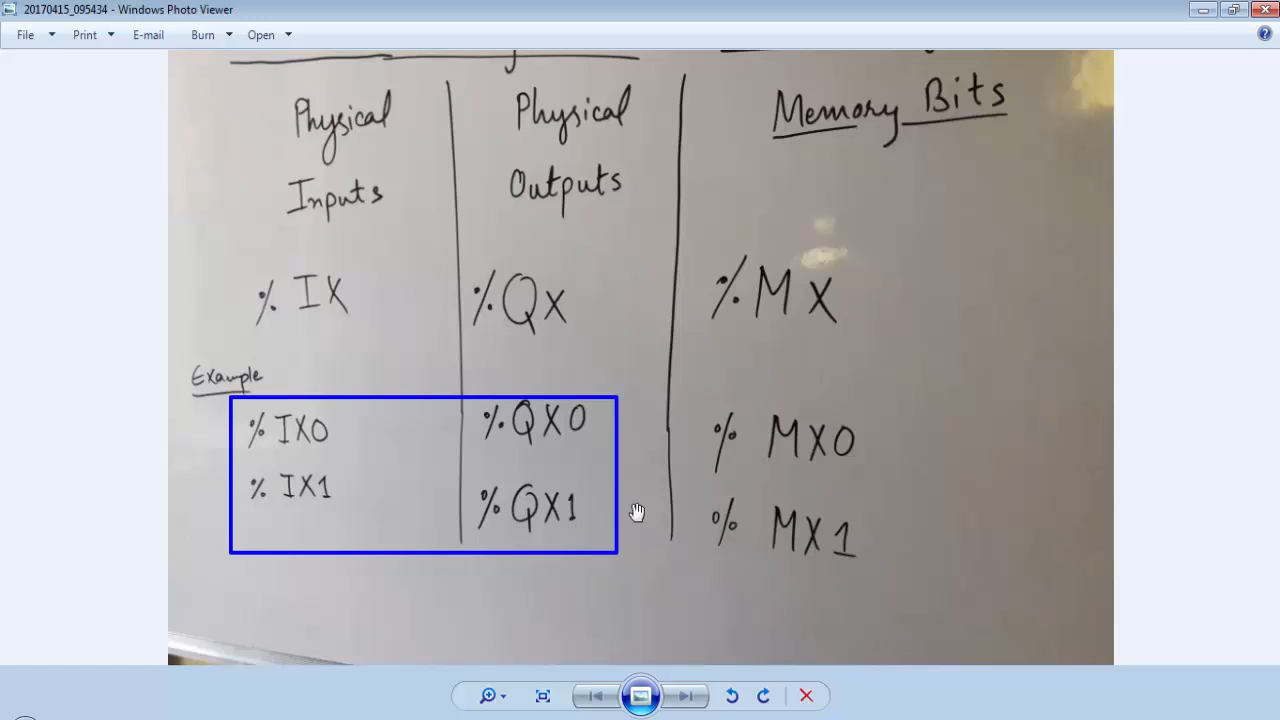 20170415_095434 - Windows Photo Viewer
File Print E-mail Burn Open
Physical
Inputs
Physical
Outputs
Memory Bits
% IX
% QX
% MX
Example
% IX0
% IX1
% QX0
% QX1
% MX0
% MX1